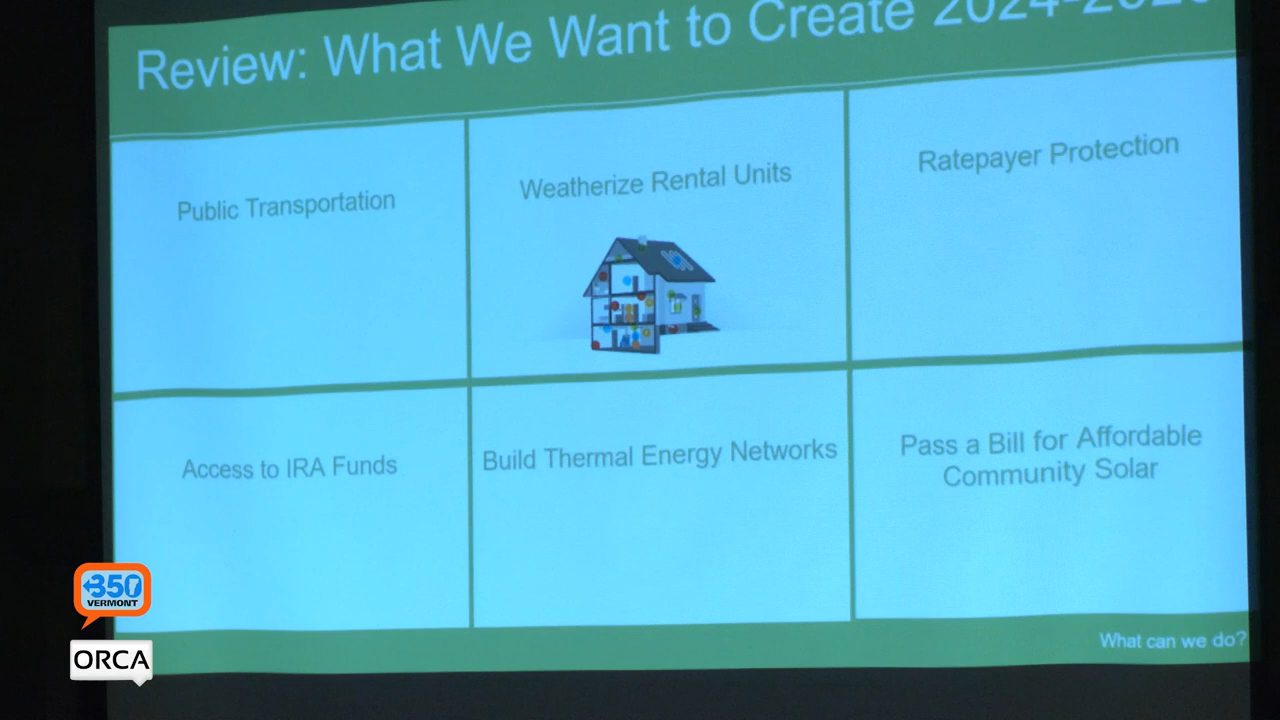 Review: What We Want to Create
Public Transportation
Weatherize Rental Units
Ratepayer Protection
Access to IRA Funds
Build Thermal Energy Networks
Pass a Bill for Affordable
Community Solar
What can we do?
350
VERMONT
ORCA